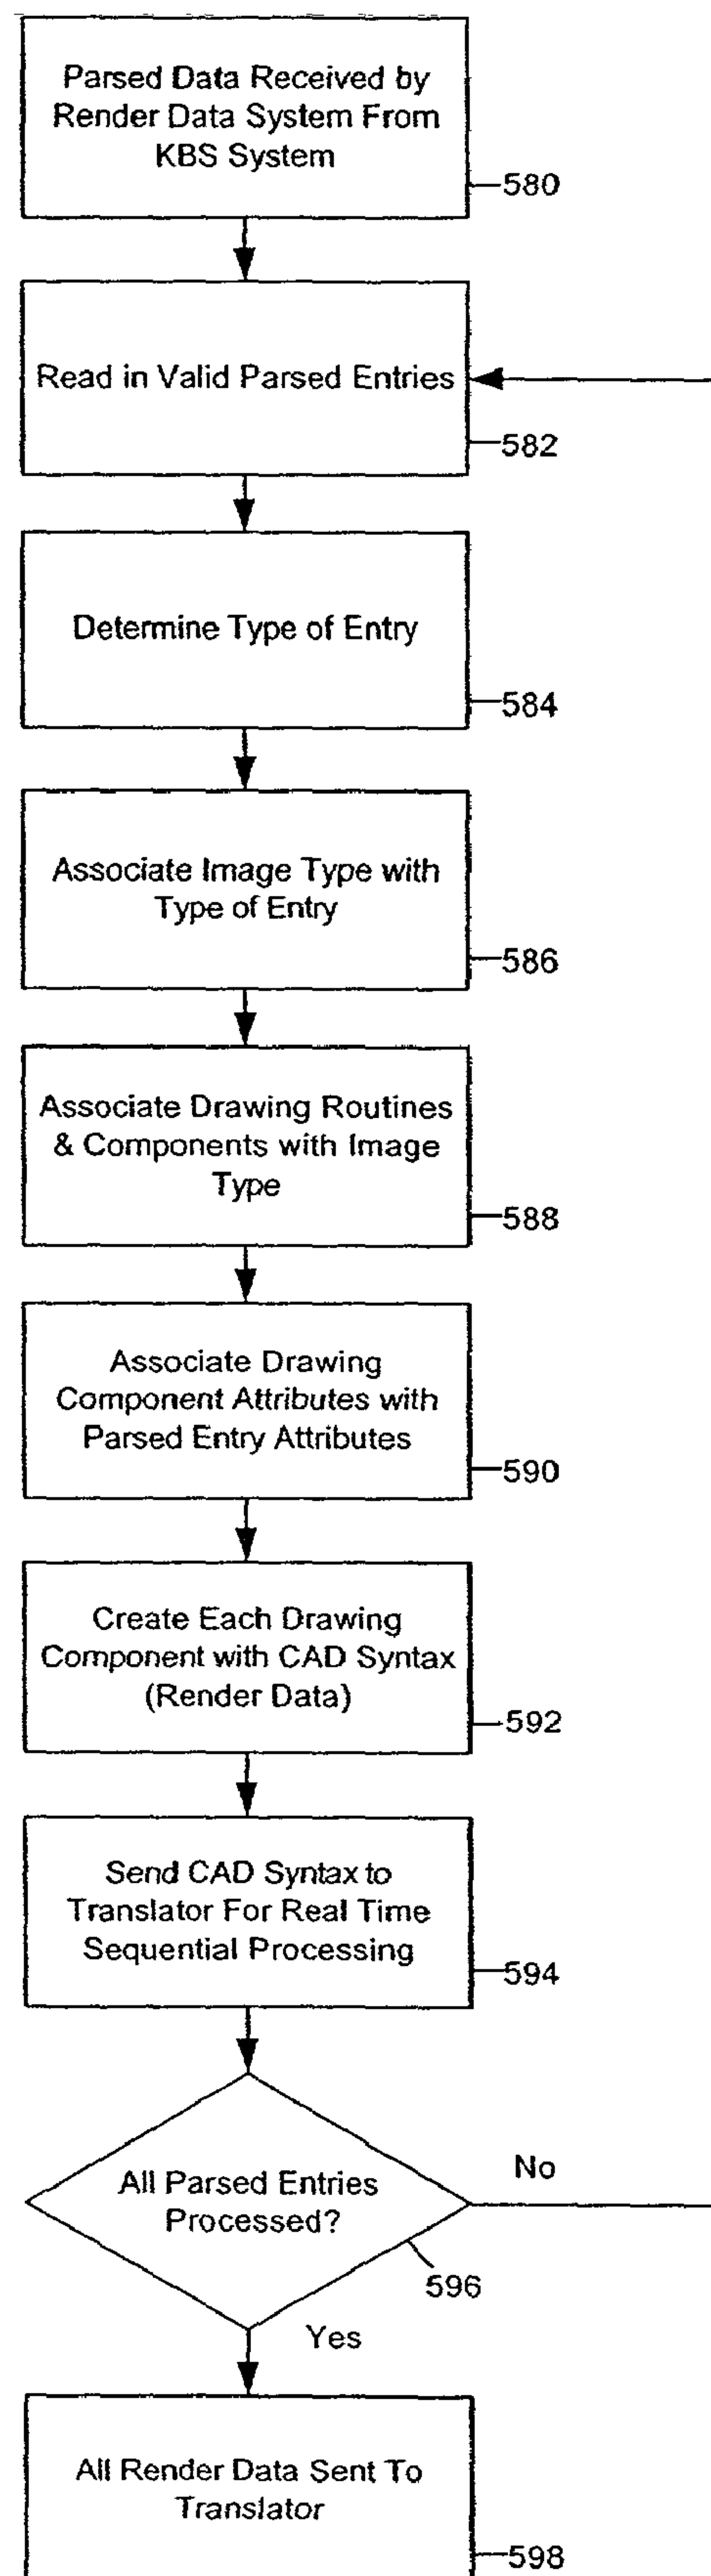 Parsed Data Received by
Render Data System From
KBS System
580
Read in Valid Parsed Entries
582
Determine Type of Entry
584
Associate Image Type with
Type of Entry
586
Associate Drawing Routines
& Components with Image
Type
588
Associate Drawing
Component Attributes with
Parsed Entry Attributes
590
Create Each Drawing
Component with CAD Syntax
(Render Data)
592
Send CAD Syntax to
Translator For Real Time
Sequential Processing
594
All Parsed Entries
Processed?
No
596
Yes
All Render Data Sent To
Translator
598